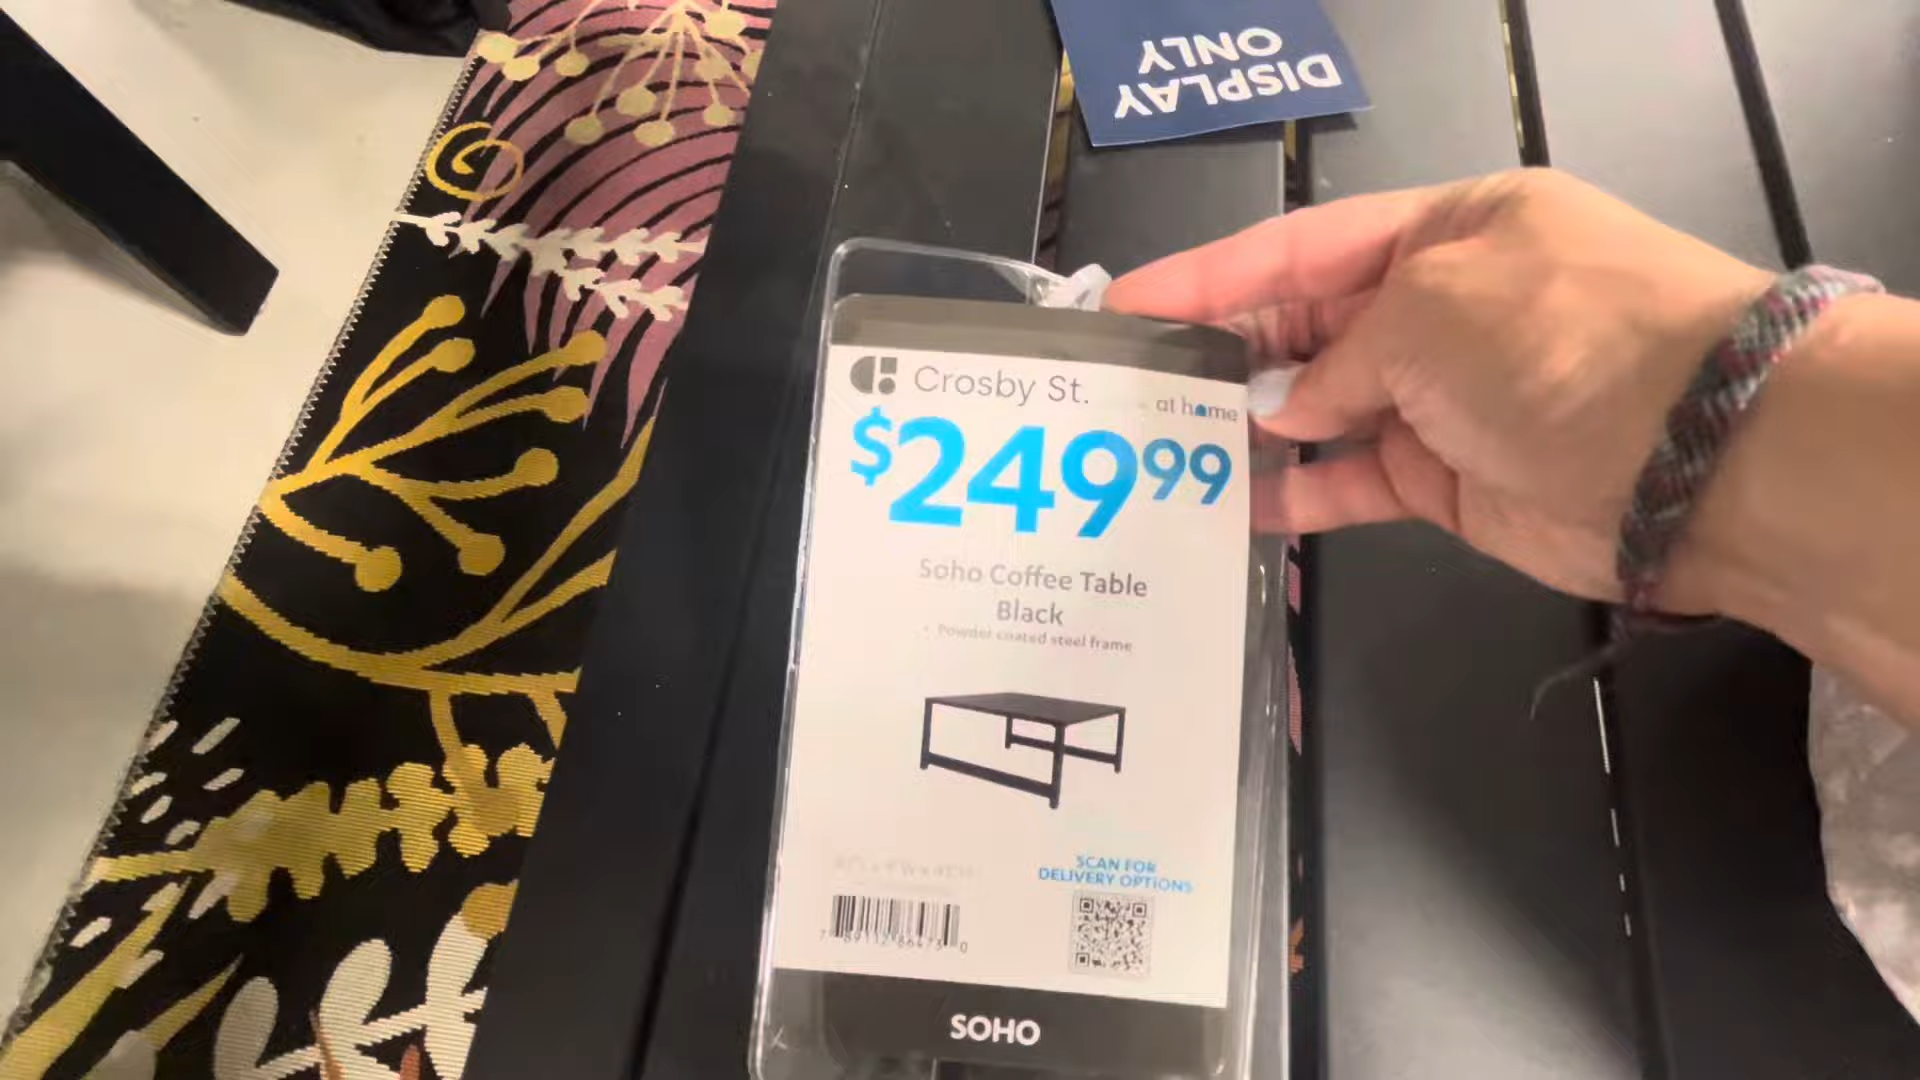 DISPLAY
ONLY
Crosby St.
at home
$249 99
Soho Coffee Table
Black
• Powder coated steel frame
SCAN FOR
DELIVERY OPTIONS
SOHO